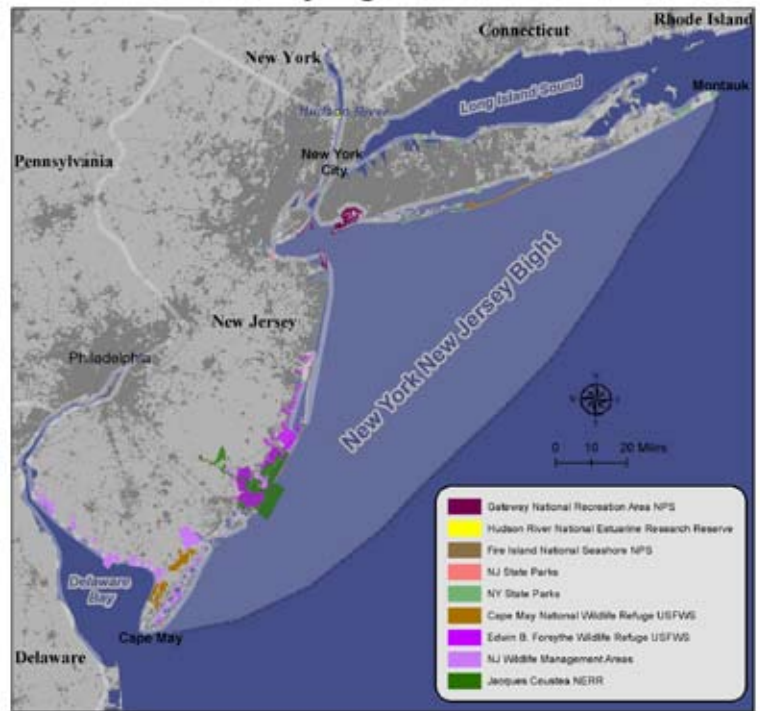 Rhode Island
Connecticut
New York
Montauk
Long Island Sound
Hudson River
New York
City
Pennsylvania
New York New Jersey Bight
New Jersey
Philadelphia
0 10 20 Miles
Gateway National Recreation Area NPS
Hudson River National Estuarine Research Reserve
Fire Island National Seashore NPS
NJ State Parks
NY State Parks
Cape May National Wildlife Refuge USFWS
Edwin B. Forsythe Wildlife Refuge USFWS
NJ Wildlife Management Areas
Jacques Coustea NERR
Delaware
Bay
Cape May
Delaware